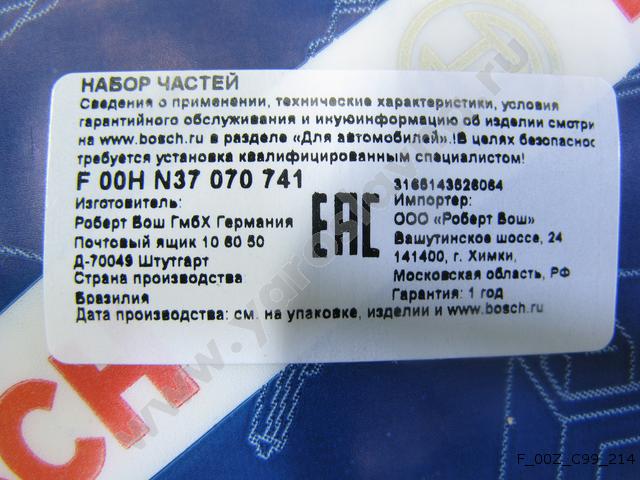 НАБОР ЧАСТЕЙ
Сведения о применении, технические характеристики, условия
гарантийного обслуживания и инуюинформацию об изделии смотри
на www.bosch.ru в разделе «Для автомобилей».!В целях безопаснос
требуется установка квалифицированным специалистом!
F 00H N37 070 741
3165143526064
Изготовитель:
Роберт Бош ГмбХ Германия
Почтовый ящик 10 60 50
Д-70049 Штутгарт
Страна производства
Бразилия
EAC
Импортер:
ООО «Роберт Бош»
Вашутинское шоссе, 24
141400, г. Химки,
Московская область, РФ
Гарантия: 1 год
Дата производства: см. на упаковке, изделии и www.bosch.ru
CH
F_00Z_C99_214